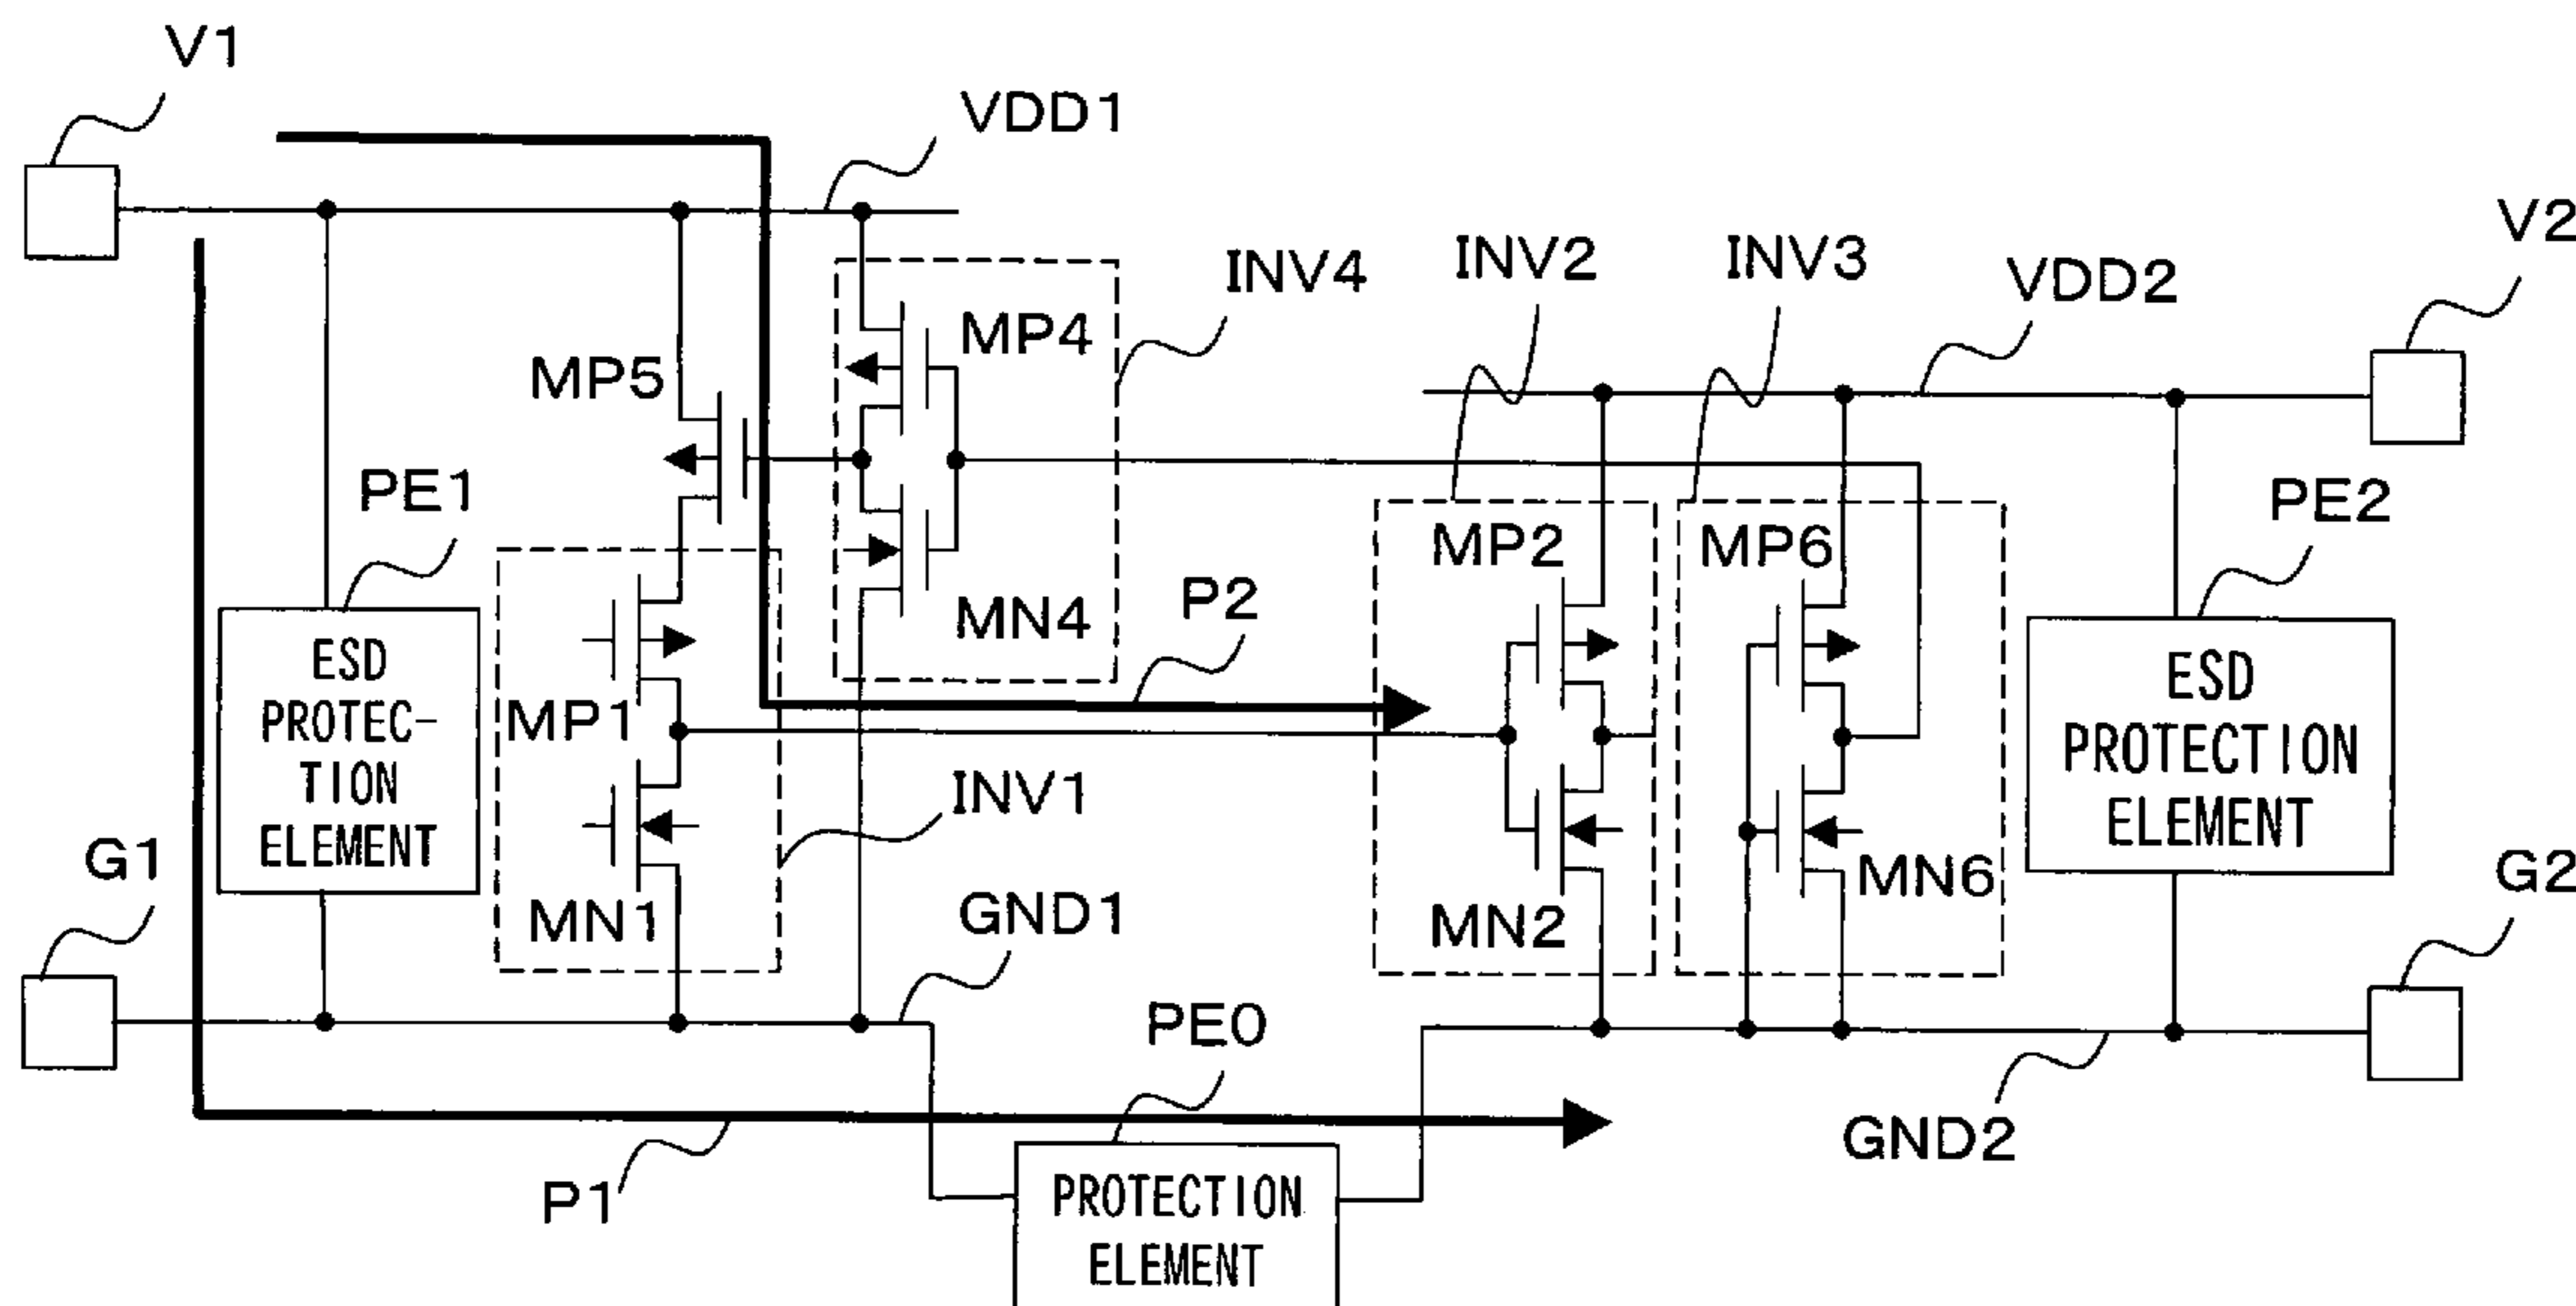 V1
VDD1
V2
INV4
INV2
INV3
VDD2
MP4
MP5
PE1
PE2
MP2
MP6
P2
MN4
ESD
PROTEC-
TION
ELEMENT
MP1
ESD
PROTECTION
ELEMENT
INV1
G1
MN1
GND1
MN2
MN6
G2
PE0
P1
GND2
PROTECTION
ELEMENT